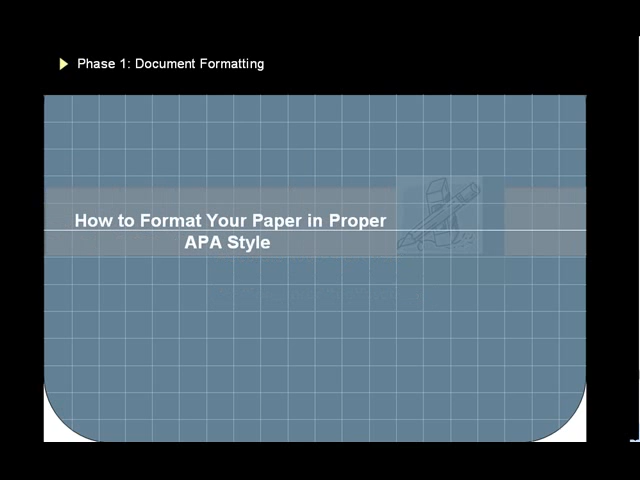 Phase 1: Document Formatting
How to Format Your Paper in Proper
APA Style